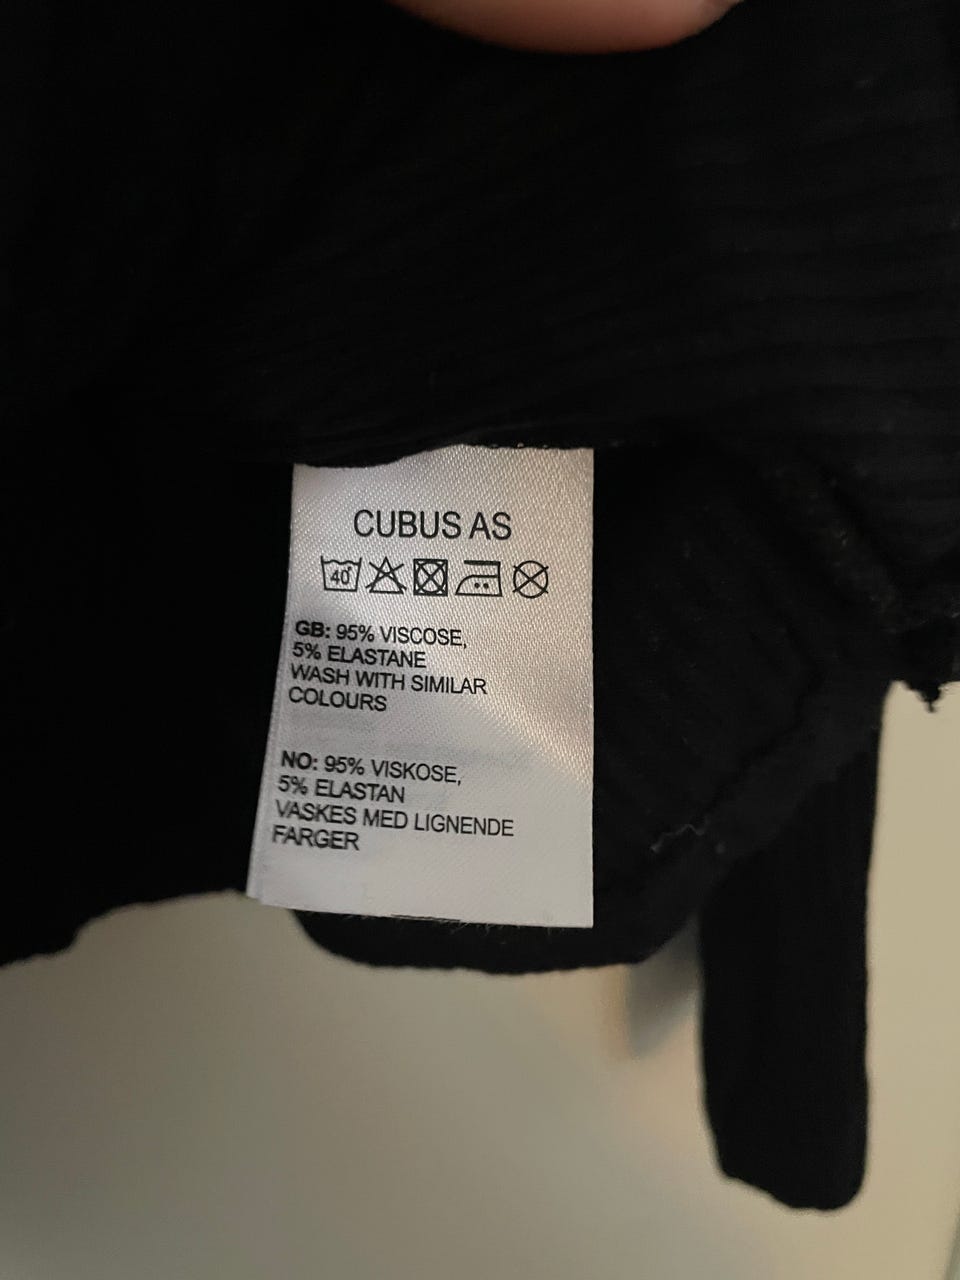 CUBUS AS
40
GB: 95% VISCOSE,
5% ELASTANE
WASH WITH SIMILAR
COLOURS
NO: 95% VISKOSE,
5% ELASTAN
VASKES MED LIGNENDE
FARGER